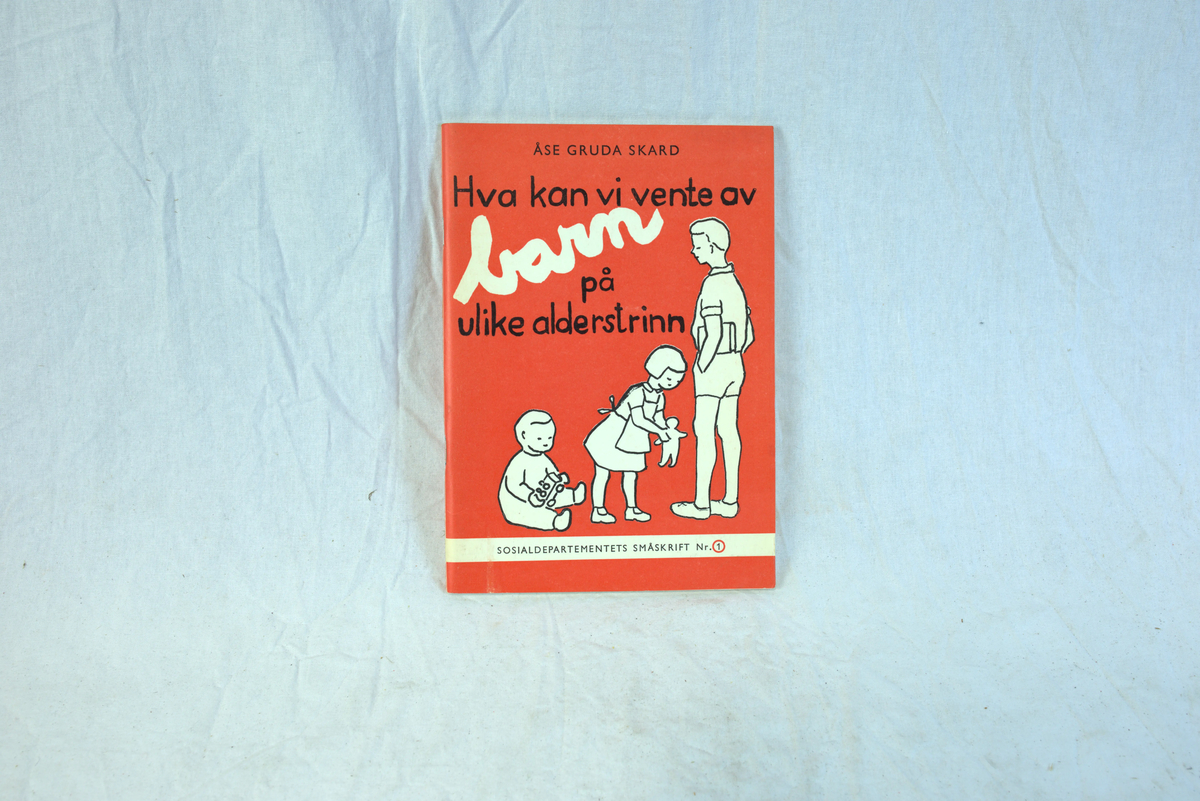 ÅSE GRUDA SKARD
Hva kan vi vente av
barn
på
ulike alderstrinn
SOSIALDEPARTEMENTETS SMÅSKRIFT Nr. 1